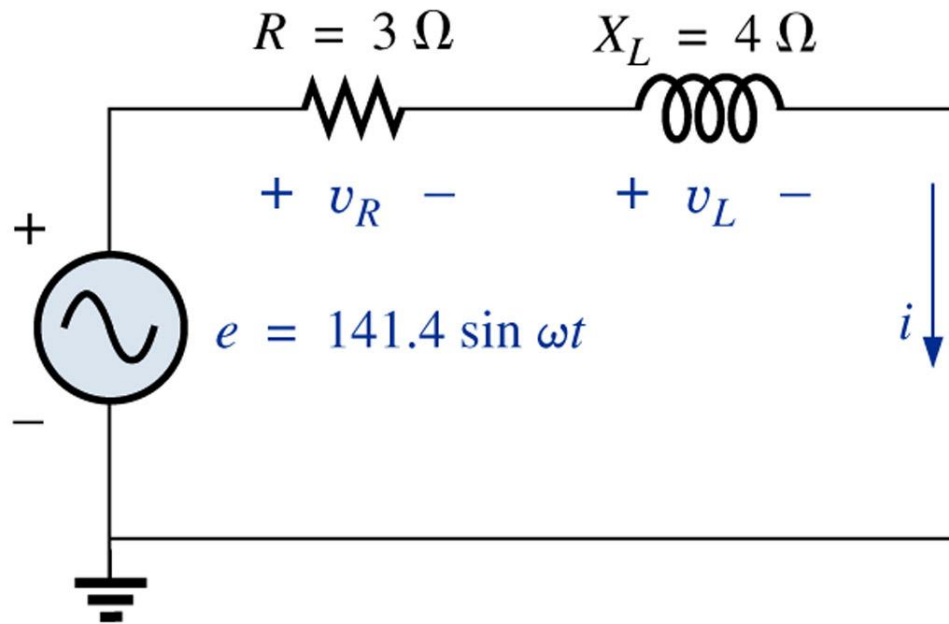 R = 3 Ω
X_L = 4 Ω
+ v_R −
+ v_L −
+
e = 141.4 sin ωt
i
−